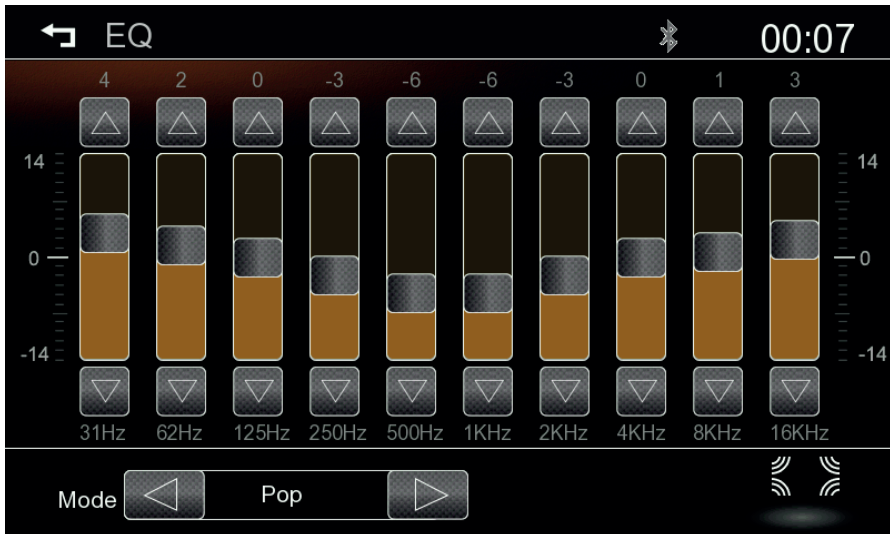 EQ 00:07
4 2 0 -3 -6 -6 -3 0 1 3
14 14
0 0
-14 -14
31Hz 62Hz 125Hz 250Hz 500Hz 1KHz 2KHz 4KHz 8KHz 16KHz
Mode Pop